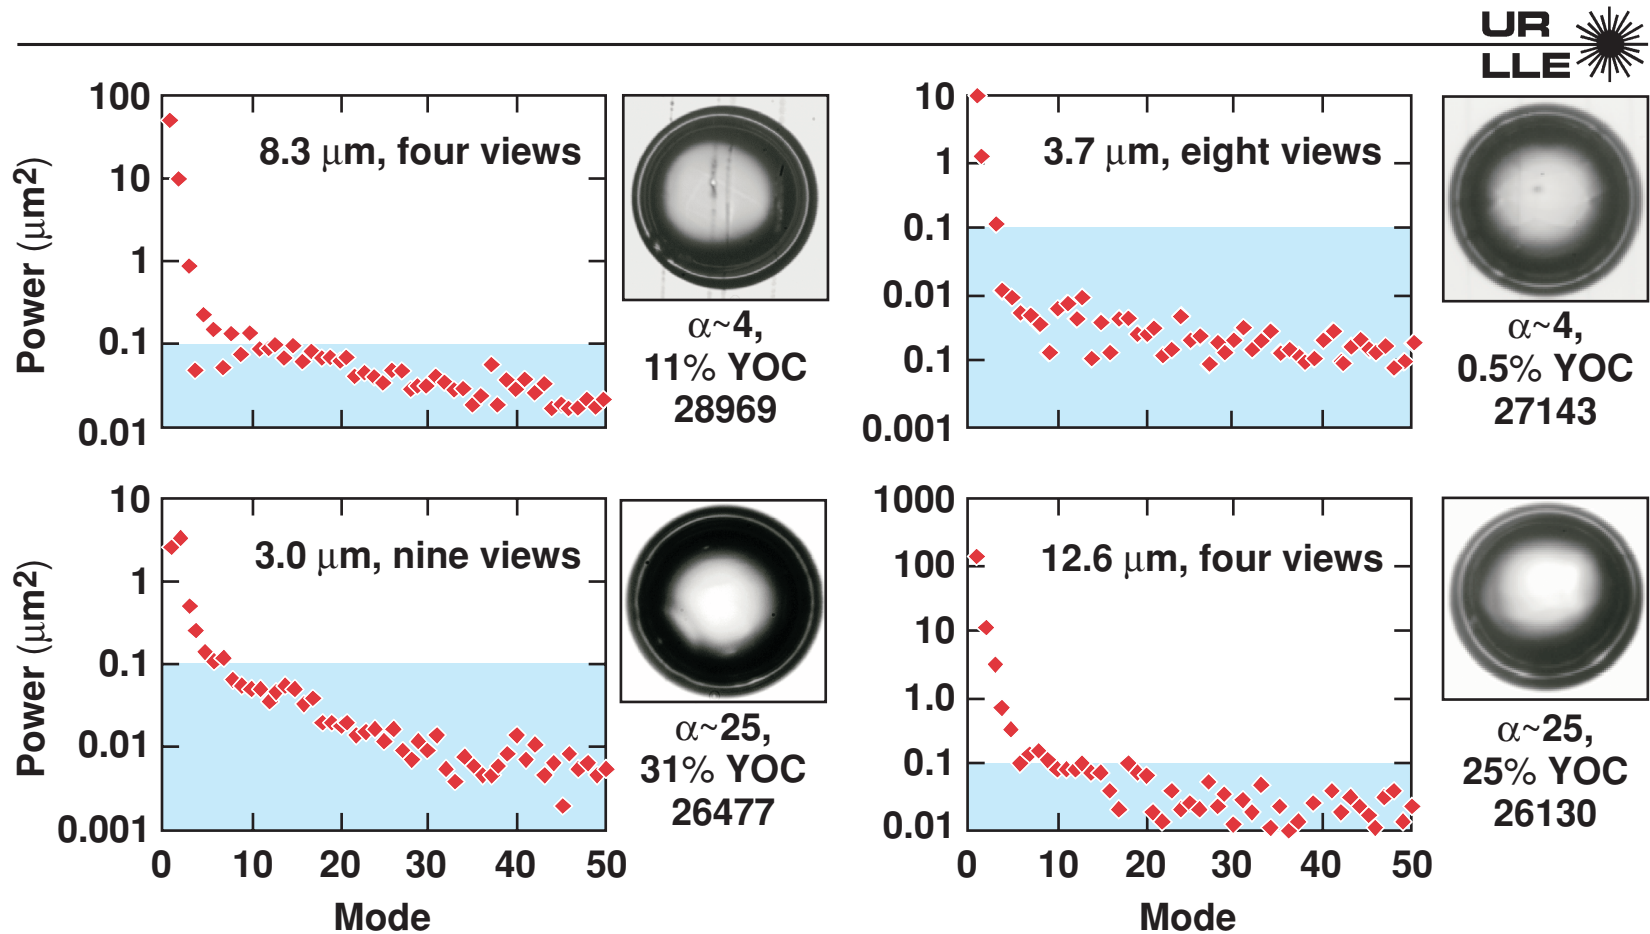 UR
LLE
Power (μm2)
100
10
1
0.1
0.01
8.3 μm, four views
α~4,
11% YOC
28969
10
1
0.1
0.01
0.1
0.001
3.7 μm, eight views
α~4,
0.5% YOC
27143
Power (μm2)
10
1
0.1
0.01
0.001
0 10 20 30 40 50
Mode
3.0 μm, nine views
α~25,
31% YOC
26477
1000
100
10
1.0
0.1
0.01
0 10 20 30 40 50
Mode
12.6 μm, four views
α~25,
25% YOC
26130